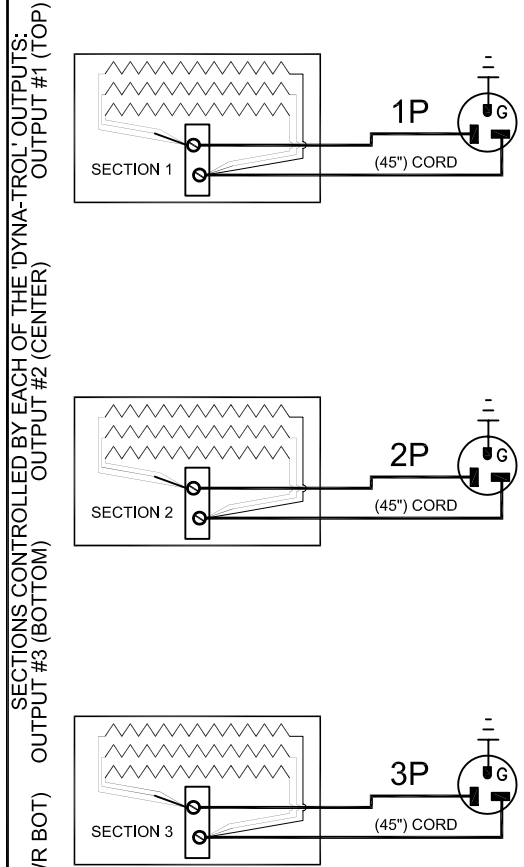 SECTIONS CONTROLLED BY EACH OF THE 'DYNA-TROL' OUTPUTS:
OUTPUT #1 (TOP)
OUTPUT #2 (CENTER)
OUTPUT #3 (BOTTOM)
R BOT)
SECTION 1
1P
(45") CORD
G
SECTION 2
2P
(45") CORD
G
SECTION 3
3P
(45") CORD
G